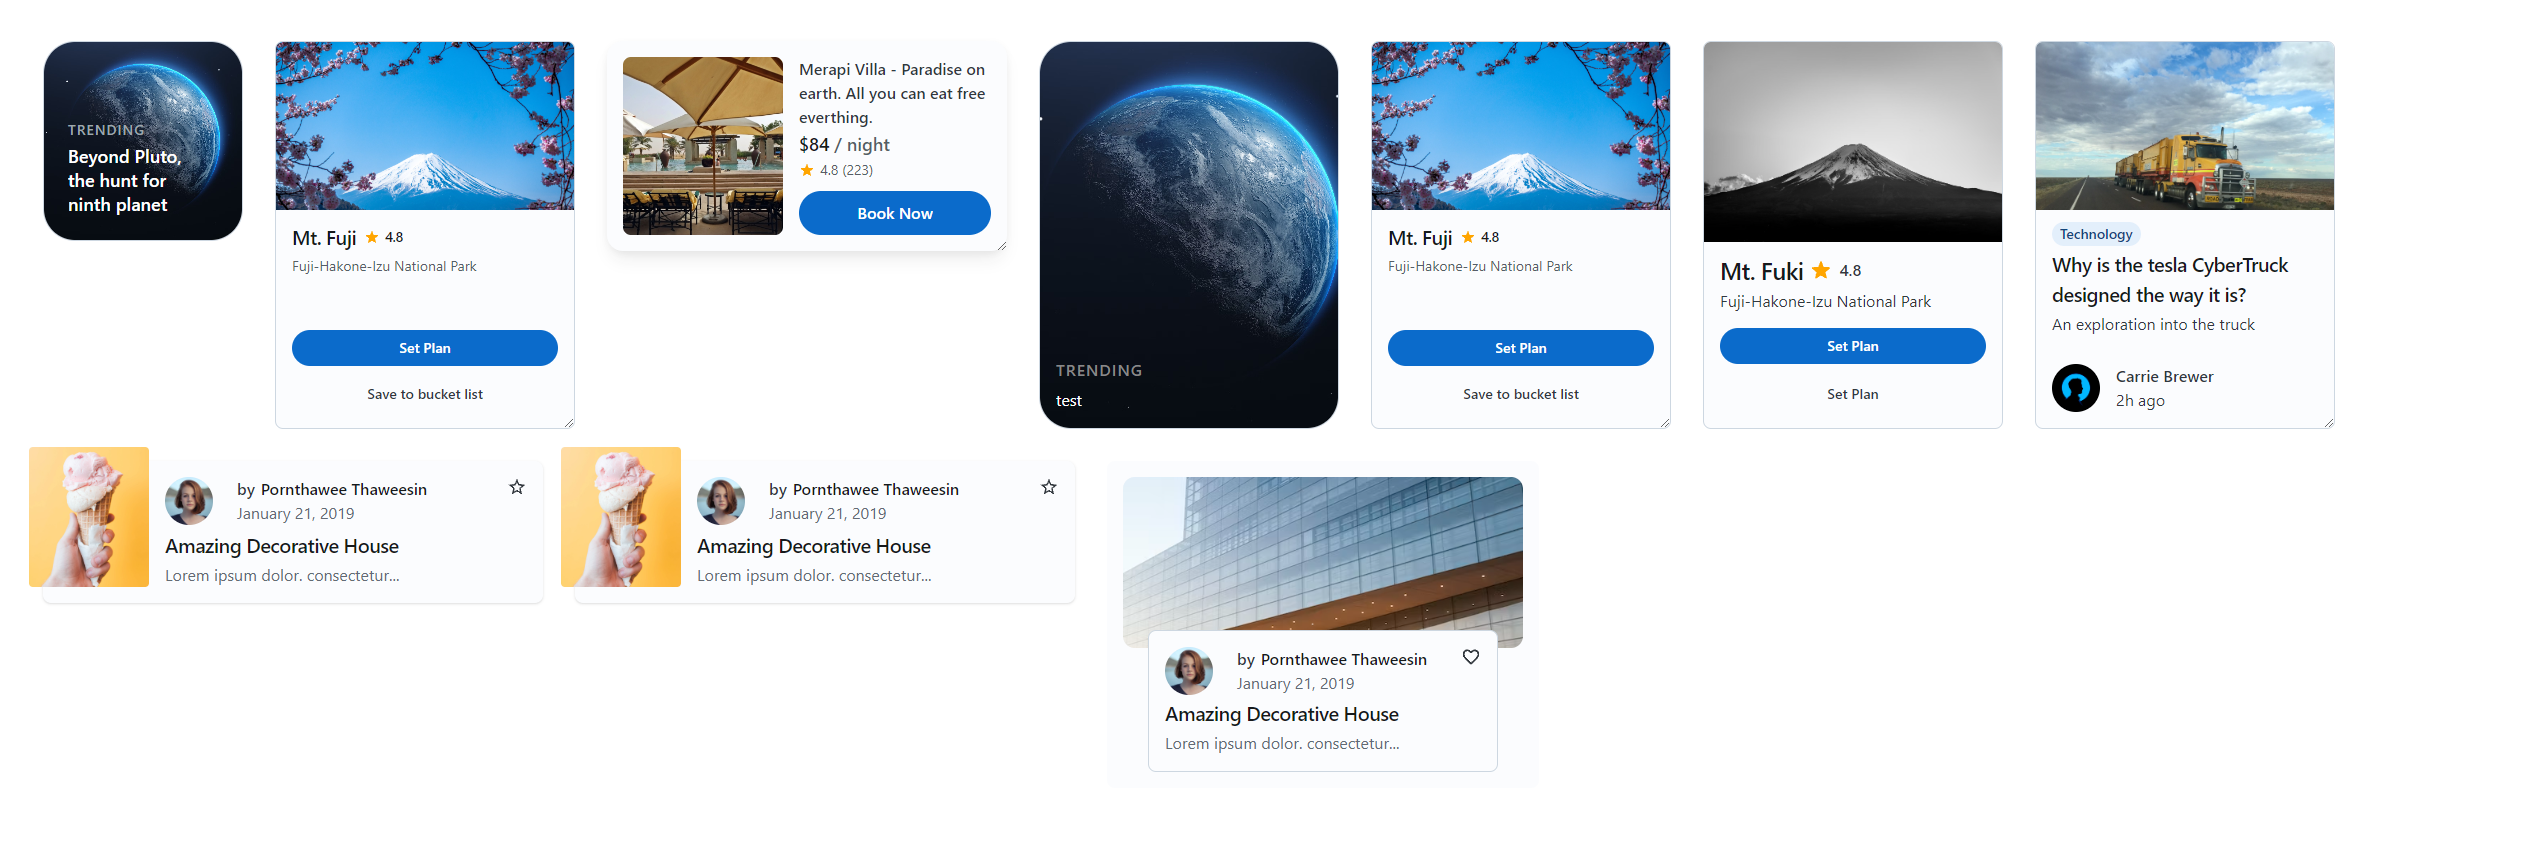 TRENDING
Beyond Pluto,
the hunt for
ninth planet
Mt. Fuji 4.8
Fuji-Hakone-Izu National Park
Set Plan
Save to bucket list
Merapi Villa - Paradise on
earth. All you can eat free
everthing.
$84 / night
4.8 (223)
Book Now
TRENDING
test
Mt. Fuji 4.8
Fuji-Hakone-Izu National Park
Set Plan
Save to bucket list
Mt. Fuki 4.8
Fuji-Hakone-Izu National Park
Set Plan
Set Plan
Technology
Why is the tesla CyberTruck
designed the way it is?
An exploration into the truck
Carrie Brewer
2h ago
by Pornthawee Thaweesin
January 21, 2019
Amazing Decorative House
Lorem ipsum dolor. consectetur...
by Pornthawee Thaweesin
January 21, 2019
Amazing Decorative House
Lorem ipsum dolor. consectetur...
by Pornthawee Thaweesin
January 21, 2019
Amazing Decorative House
Lorem ipsum dolor. consectetur...